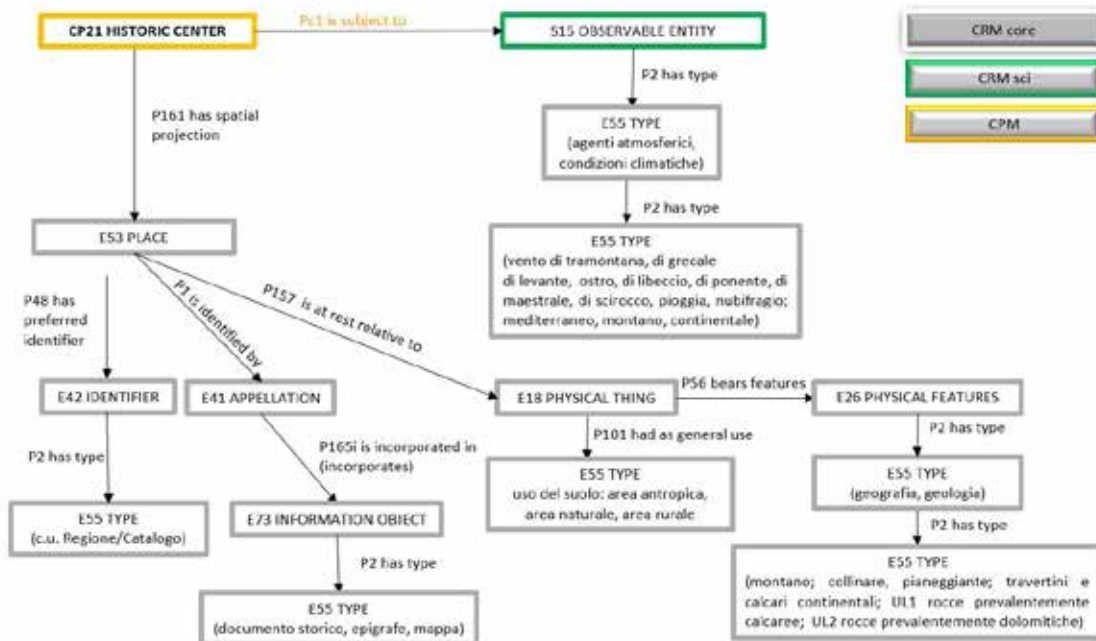 CP21 HISTORIC CENTER
Pc1 is subject to
S15 OBSERVABLE ENTITY
CRM core
CRM sci
CPM
P2 has type
P161 has spatial
projection
E55 TYPE
(agenti atmosferici,
condizioni climatiche)
P2 has type
E53 PLACE
E55 TYPE
(vento di tramontana, di grecale
di levante, ostro, di libeccio, di ponente, di
maestrale, di scirocco, pioggia, nubifragio;
mediterraneo, montano, continentale)
P48 has
preferred
identifier
P1 is identified by
P157 is at rest relative to
E42 IDENTIFIER
E41 APPELLATION
E18 PHYSICAL THING
P56 bears features
E26 PHYSICAL FEATURES
P2 has type
P165i is incorporated in
(incorporates)
P101 had as general use
P2 has type
E55 TYPE
(c.u. Regione/Catalogo)
E73 INFORMATION OBJECT
E55 TYPE
uso del suolo: area antropica,
area naturale, area rurale
E55 TYPE
(geografia, geologia)
P2 has type
P2 has type
E55 TYPE
(documento storico, epigrafe, mappa)
E55 TYPE
(montano; collinare, pianeggiante; travertini e
calcari continentali; UL1 rocce prevalentemente
calcaree; UL2 rocce prevalentemente dolomitiche)